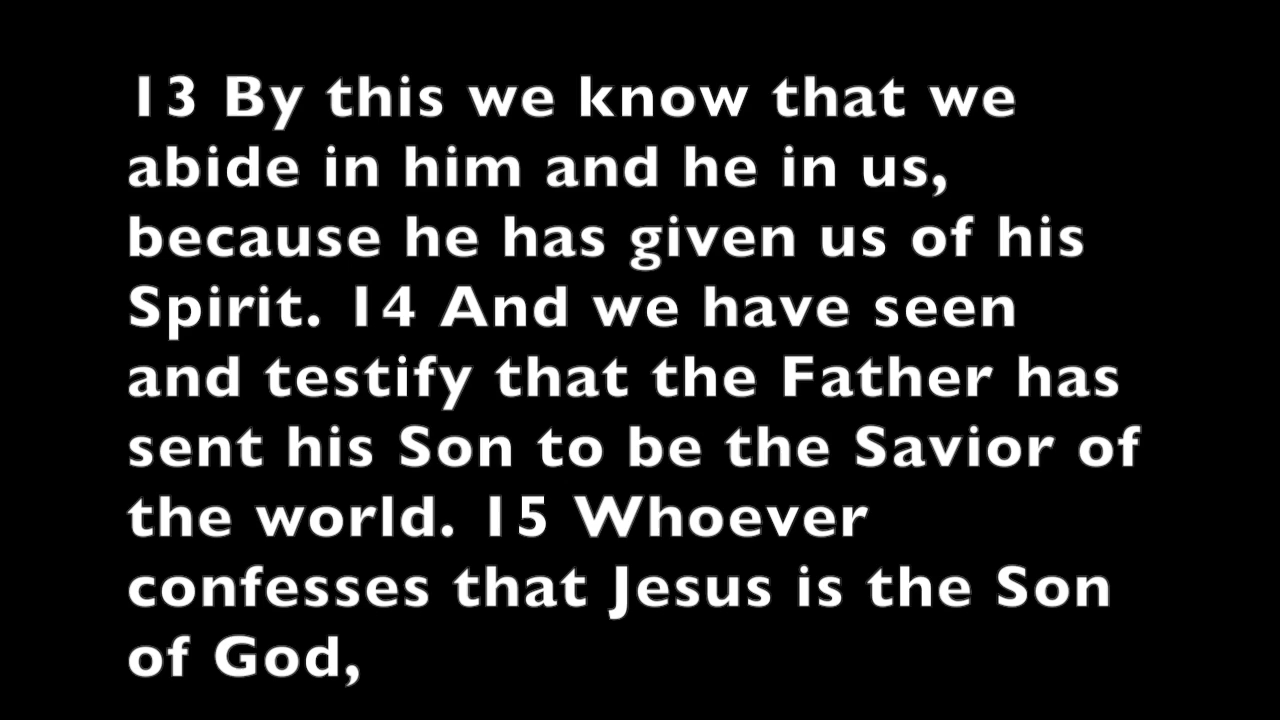 13 By this we know that we
abide in him and he in us,
because he has given us of his
Spirit. 14 And we have seen
and testify that the Father has
sent his Son to be the Savior of
the world. 15 Whoever
confesses that Jesus is the Son
of God,